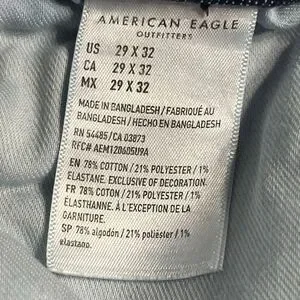 AMERICAN EAGLE
OUTFITTERS
US 29 X 32
CA 29 X 32
MX 29 X 32
MADE IN BANGLADESH / FABRIQUÉ AU
BANGLADESH / HECHO EN BANGLADESH
RN 54485/CA 03873
RFC# AEM120605U9A
EN 78% COTTON / 21% POLYESTER / 1%
ELASTANE. EXCLUSIVE OF DECORATION.
FR 78% COTON / 21% POLYESTER / 1%
ÉLASTHANNE. À L'EXCEPTION DE LA
GARNITURE.
SP 78% algodón / 21% poliéster / 1%
elastano.